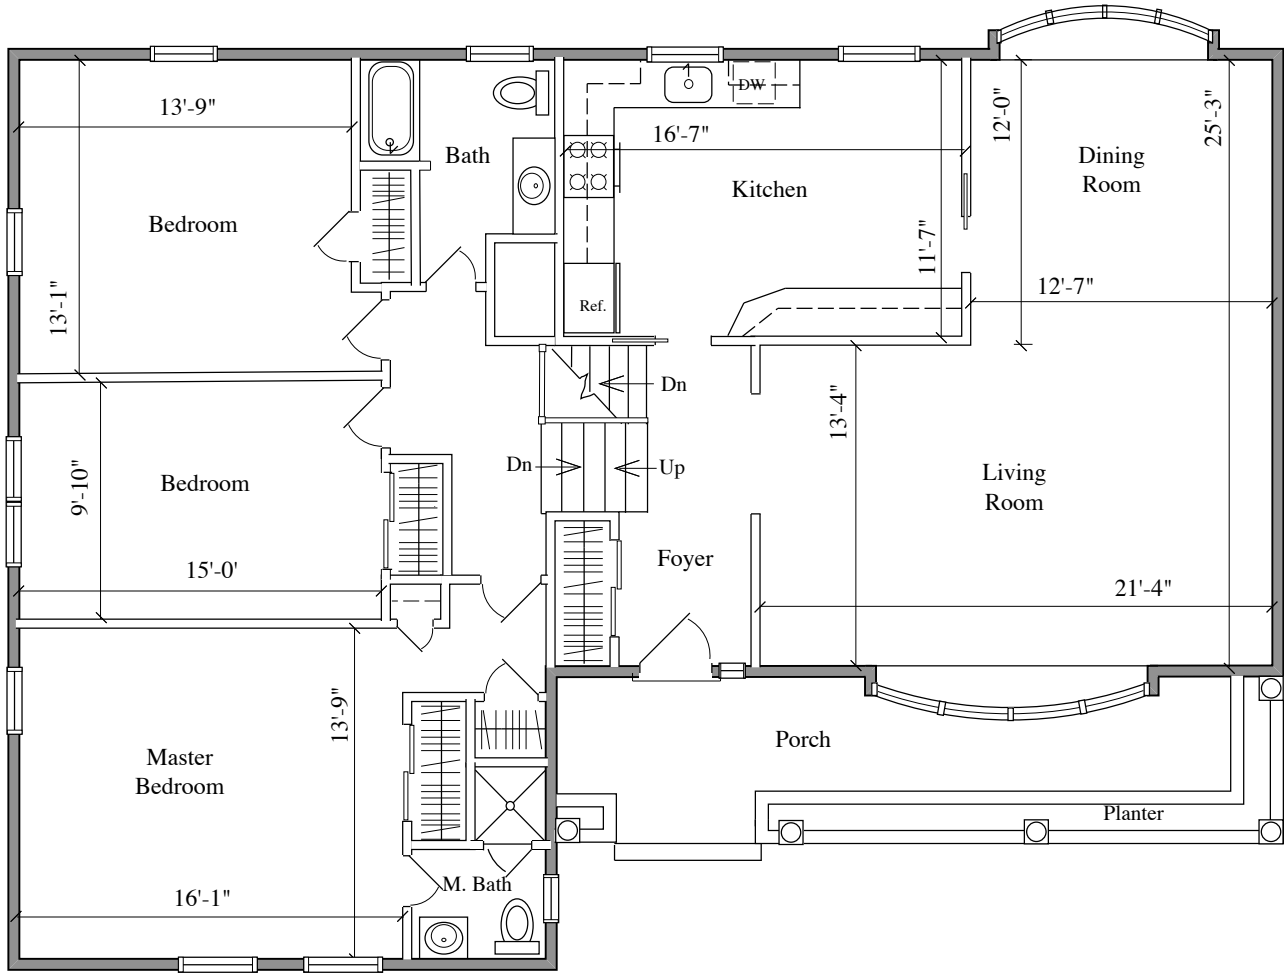 13'-9"
Bath
16'-7"
DW
12'-0"
25'-3"
Dining
Room
Kitchen
Bedroom
11'-7"
13'-1"
Ref.
12'-7"
Dn
13'-4"
Dn
Up
Living
Room
9'-10"
Bedroom
15'-0'
Foyer
21'-4"
13'-9"
Master
Bedroom
Porch
Planter
M. Bath
16'-1"